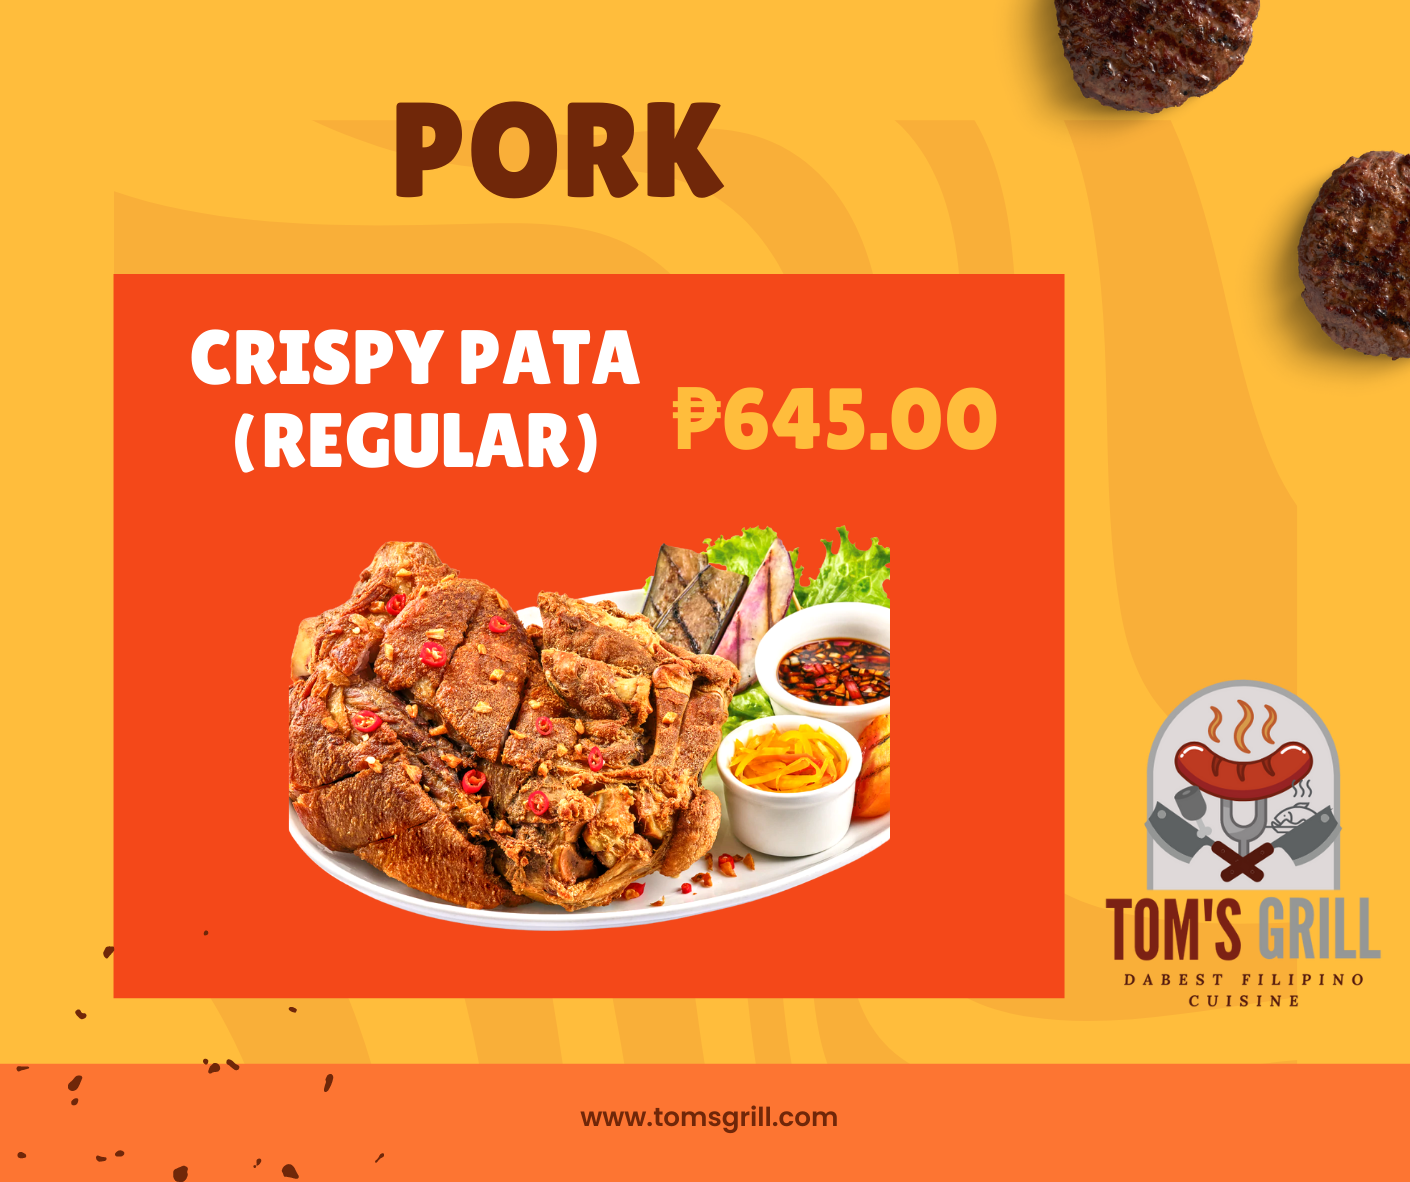 PORK
CRISPY PATA
(REGULAR)
₱645.00
TOM'S GRILL
DABEST FILIPINO
CUISINE
www.tomsgrill.com